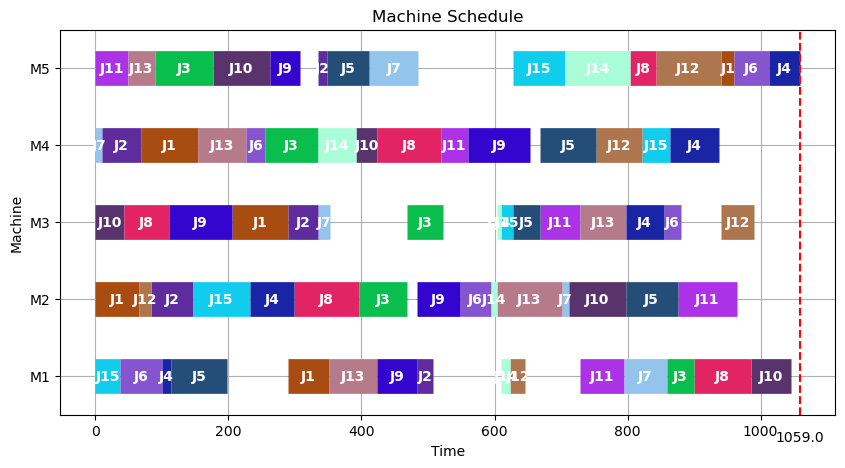 Machine Schedule
M5
J11 J13 J3 J10 J9 J5 J7 J15 J14 J8 J12 J1 J6 J4
M4
J2 J1 J13 J6 J3 J14 J10 J8 J11 J9 J5 J12 J15 J4
M3
J10 J8 J9 J1 J2 J7 J3 J5 J11 J13 J4 J6 J12
M2
J1 J12 J2 J15 J4 J8 J3 J9 J6 J14 J13 J7 J10 J5 J11
M1
J15 J6 J4 J5 J1 J13 J9 J2 J11 J7 J3 J8 J10
Machine
0 200 400 600 800 1000
1059.0
Time